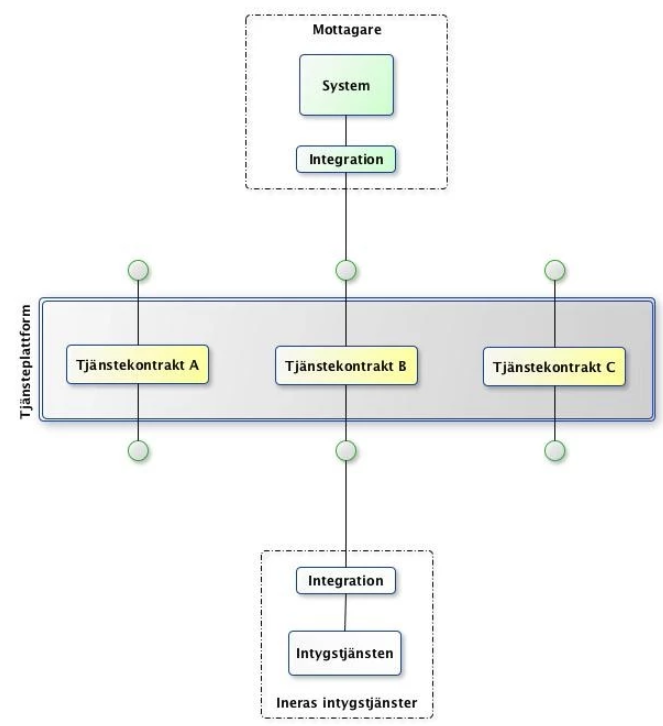 Mottagare
System
Integration
Tjänsteplattform
Tjänstekontrakt A
Tjänstekontrakt B
Tjänstekontrakt C
Integration
Intygstjänsten
Ineras intygstjänster